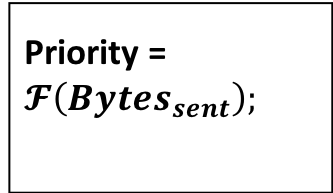 Priority =
𝓕(Bytes_sent);